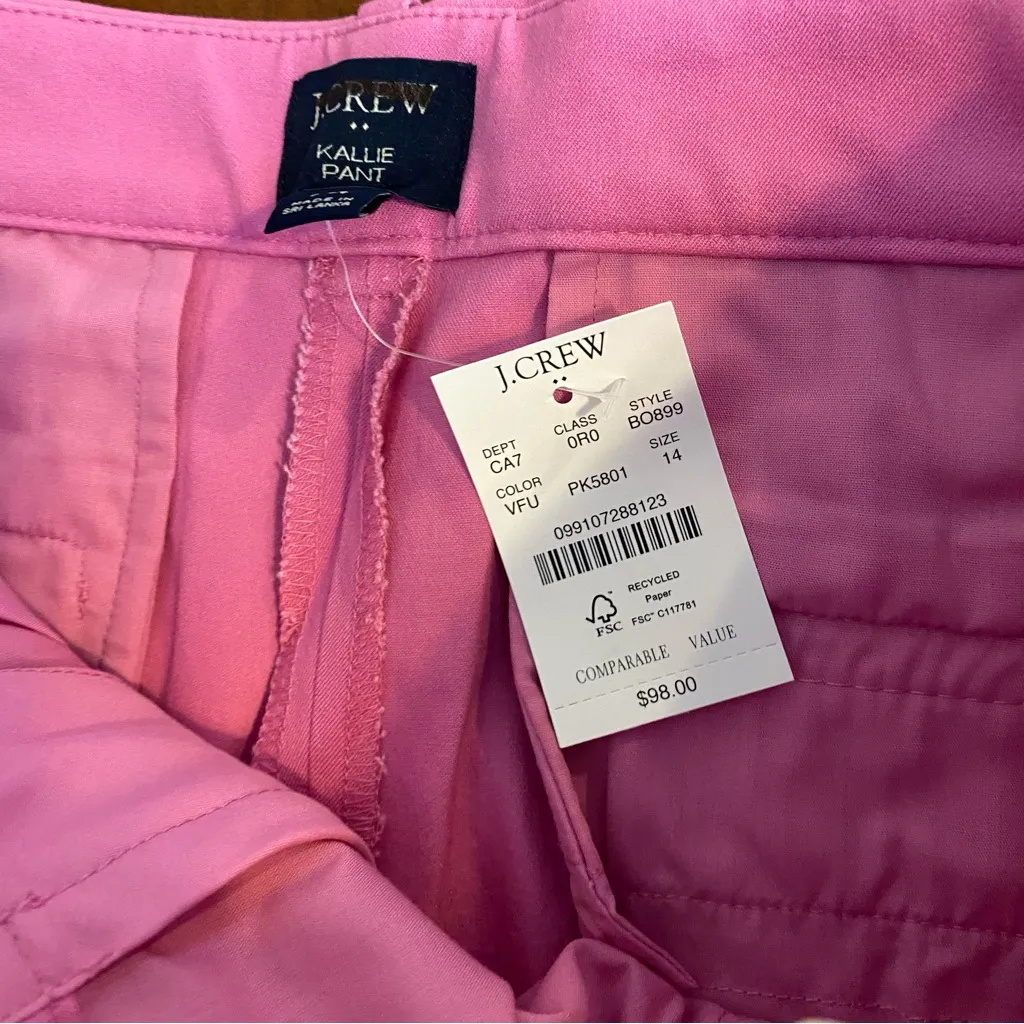 J.CREW
KALLIE
PANT
MADE IN
SRI LANKA
J.CREW
DEPT CLASS STYLE
CA7 0R0 BO899
COLOR SIZE
VFU PK5801 14
099107288123
RECYCLED
Paper
FSC™ C117781
FSC
COMPARABLE VALUE
$98.00